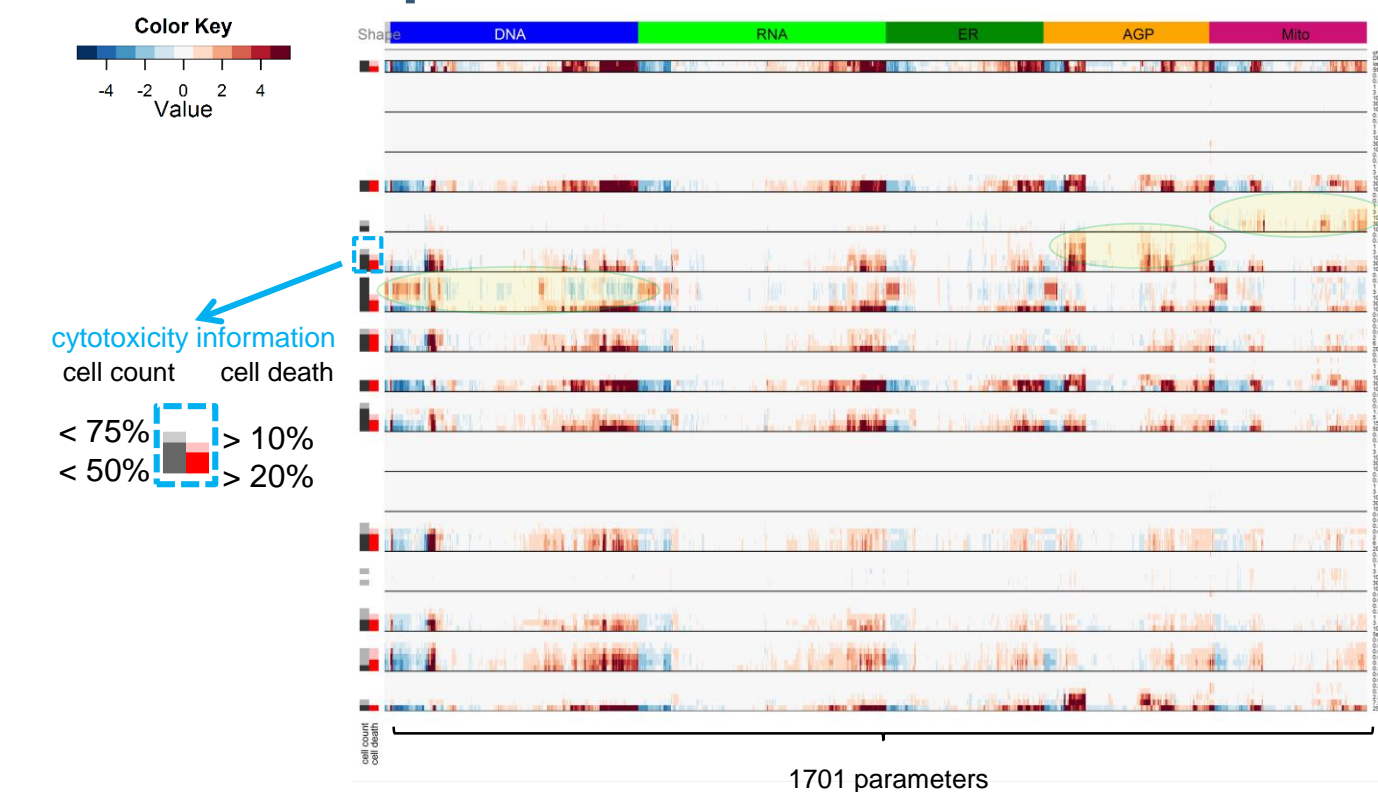 Color Key
-4 -2 0 2 4
Value
Shape DNA RNA ER AGP Mito
cytotoxicity information
cell count cell death
< 75% > 10%
< 50% > 20%
cell count
cell death
1701 parameters